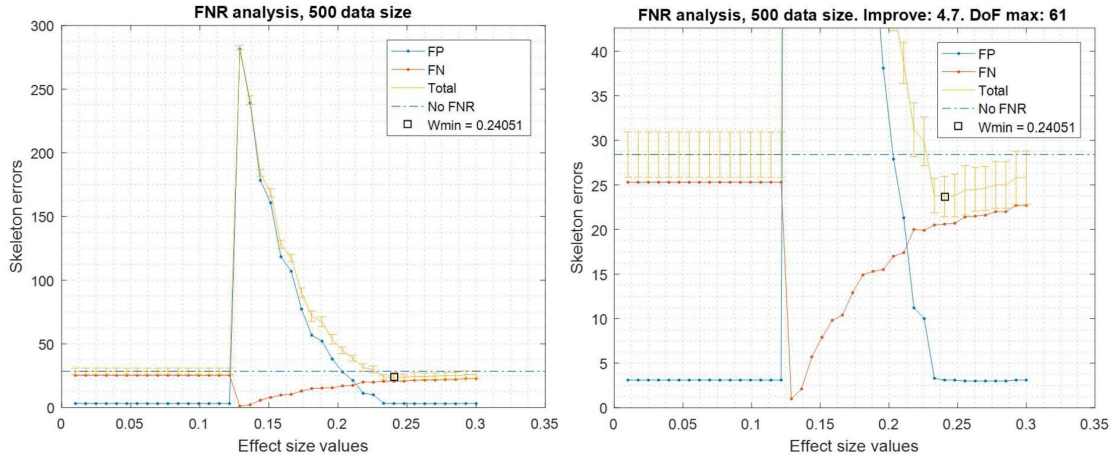 FNR analysis, 500 data size
300
250
200
150
100
50
0
Skeleton errors
FP
FN
Total
No FNR
Wmin = 0.24051
0 0.05 0.1 0.15 0.2 0.25 0.3 0.35
Effect size values
FNR analysis, 500 data size. Improve: 4.7. DoF max: 61
40
35
30
25
20
15
10
5
0
Skeleton errors
FP
FN
Total
No FNR
Wmin = 0.24051
0 0.05 0.1 0.15 0.2 0.25 0.3 0.35
Effect size values